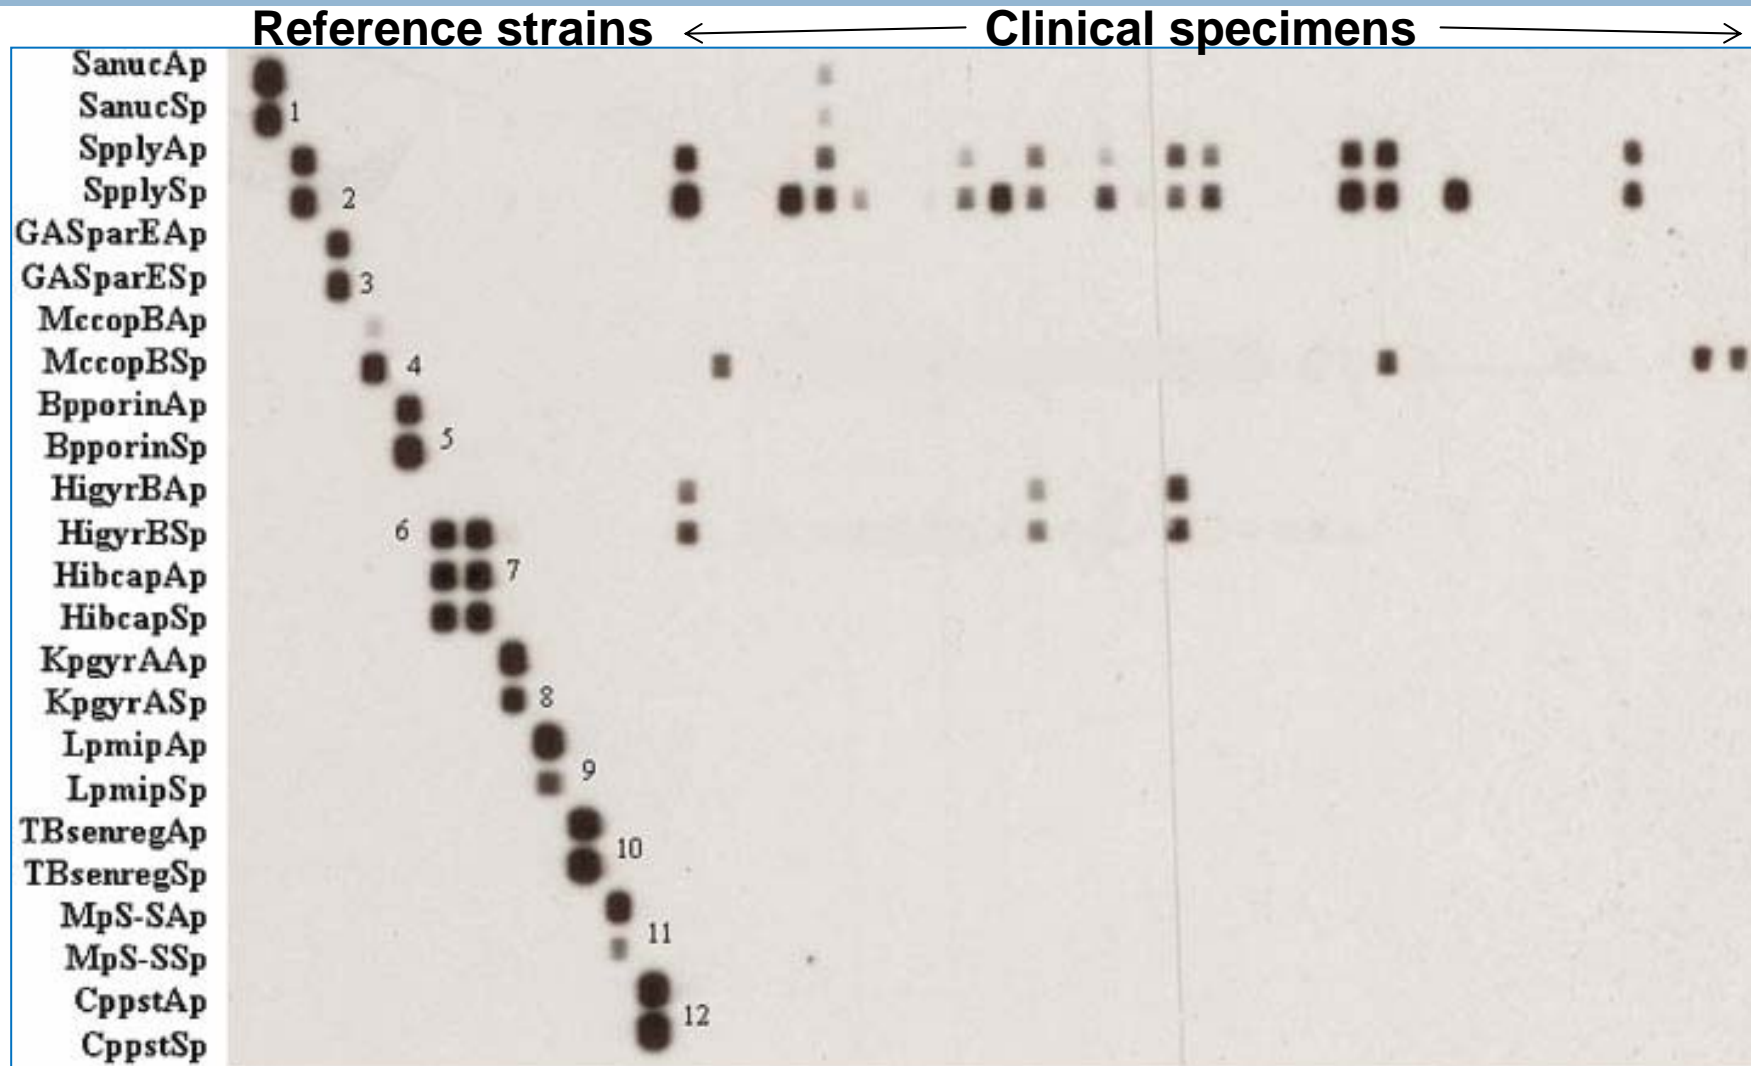 Reference strains
Clinical specimens
SanucAp
SanucSp
1
SpplyAp
SpplySp
2
GASparEAp
GASparESp
3
MccopBAp
MccopBSp
4
BpporinAp
BpporinSp
5
HigyrBAp
HigyrBSp
6
HibcapAp
7
HibcapSp
KpgyrAAp
KpgyrASp
8
LpmipAp
9
LpmipSp
TBsenregAp
10
TBsenregSp
MpS-SAp
11
MpS-SSp
CppstAp
12
CppstSp